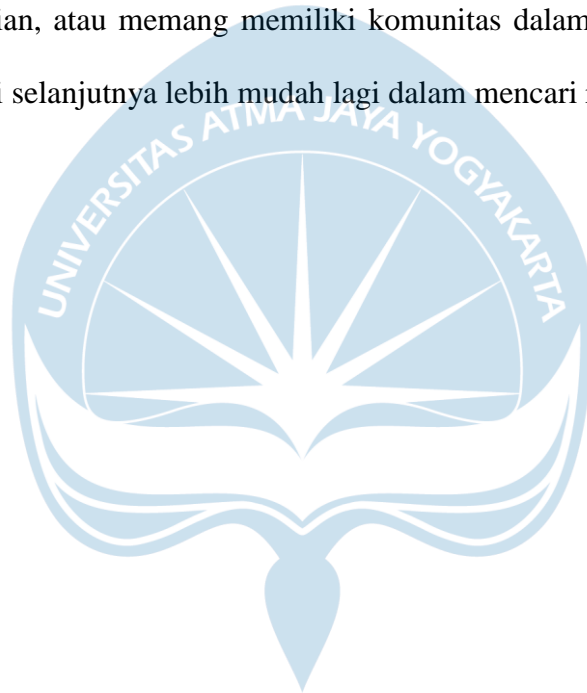 ian, atau memang memiliki komunitas dalam
i selanjutnya lebih mudah lagi dalam mencari
UNIVERSITAS ATMA JAYA YOGYAKARTA